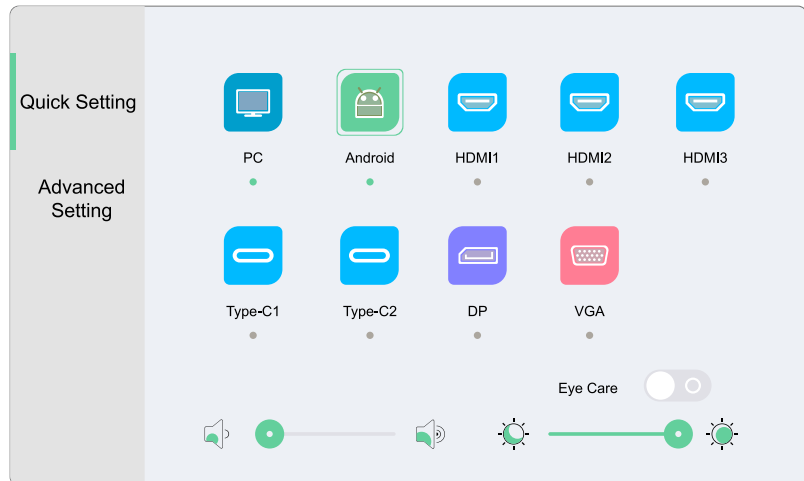 Quick Setting
Advanced
Setting
PC
Android
HDMI1
HDMI2
HDMI3
Type-C1
Type-C2
DP
VGA
Eye Care